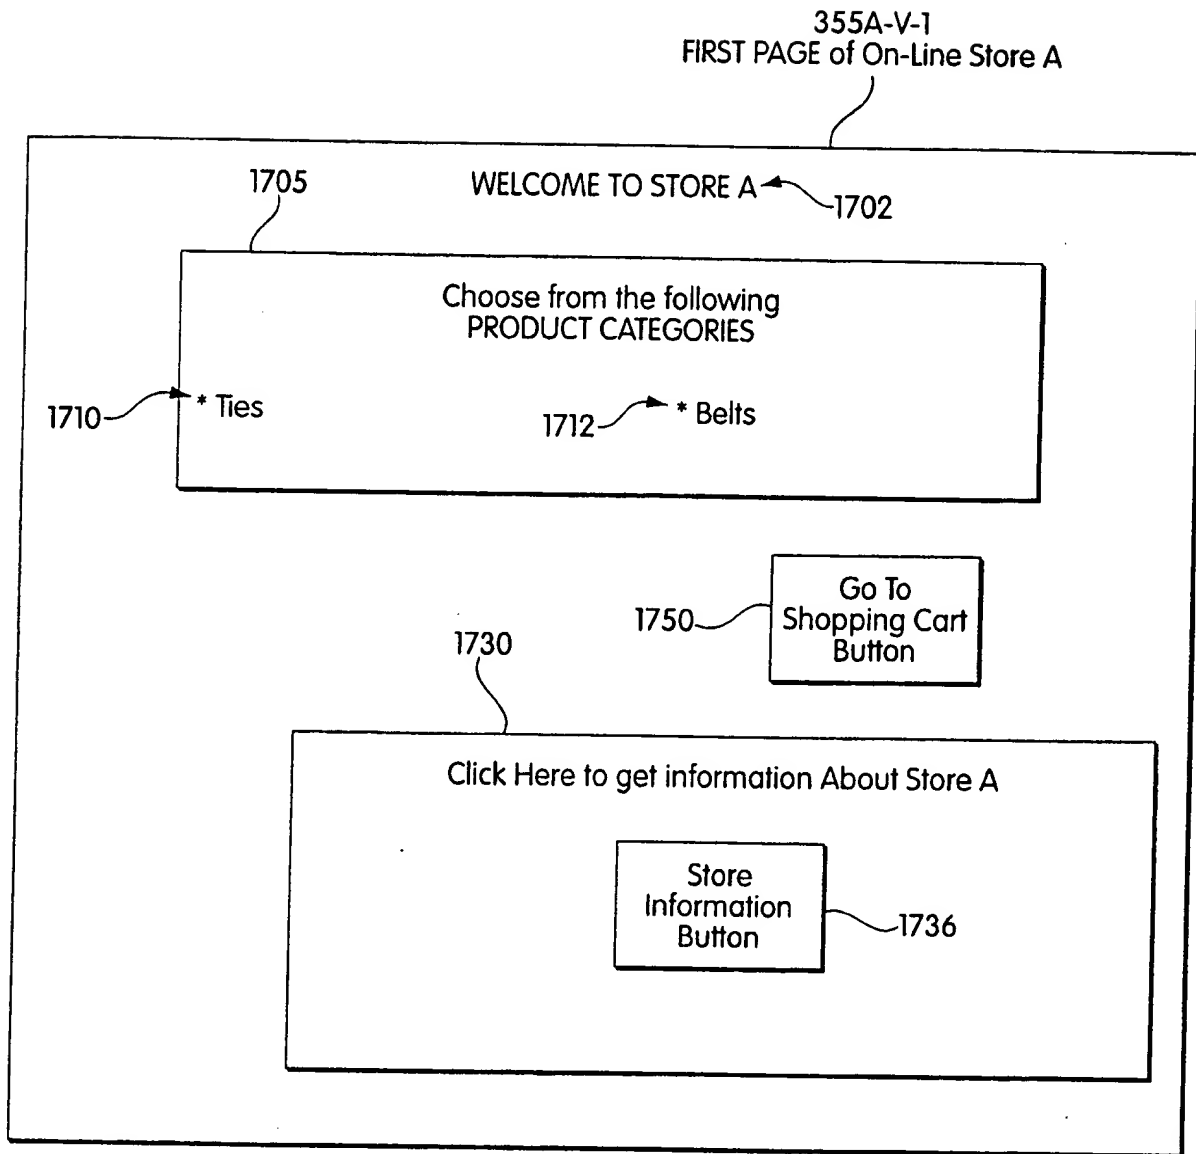 355A-V-1
FIRST PAGE of On-Line Store A
1705
WELCOME TO STORE A
1702
Choose from the following
PRODUCT CATEGORIES
1710
* Ties
1712
* Belts
1750
Go To
Shopping Cart
Button
1730
Click Here to get information About Store A
Store
Information
Button
1736